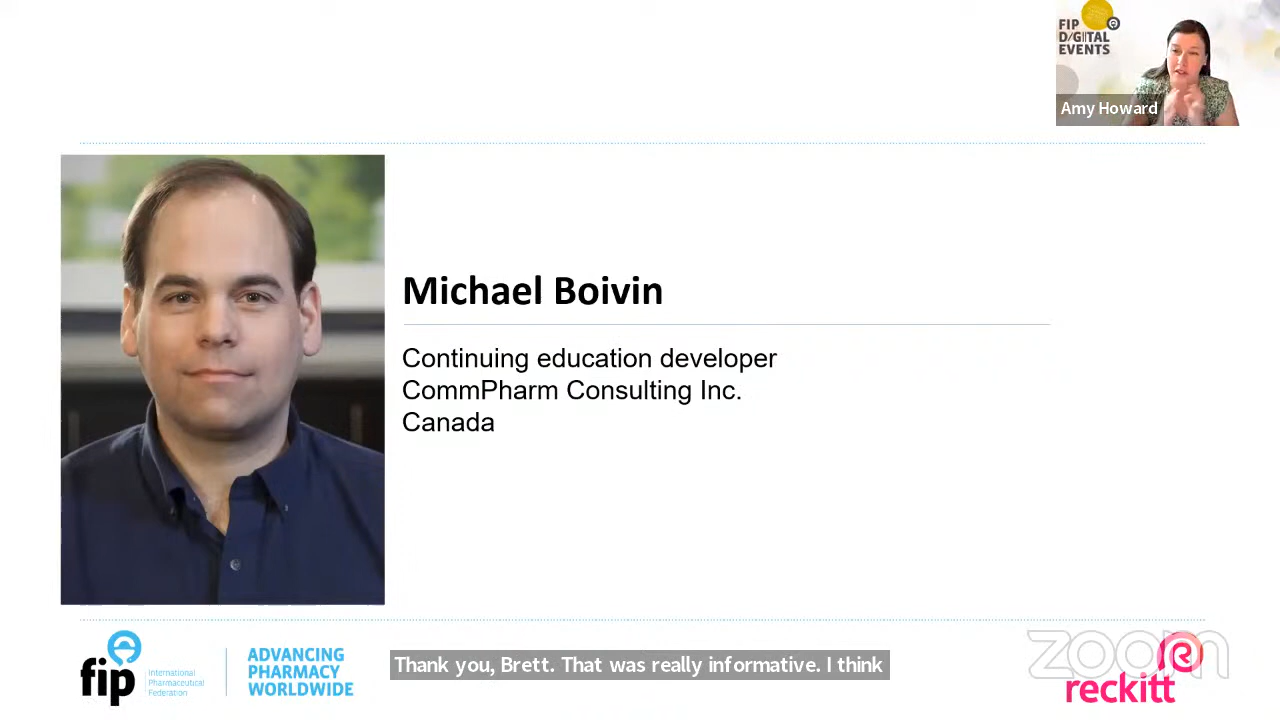 FIP
DIGITAL
EVENTS
Amy Howard
Michael Boivin
Continuing education developer
CommPharm Consulting Inc.
Canada
fip
International
Pharmaceutical
Federation
ADVANCING
PHARMACY
WORLDWIDE
Thank you, Brett. That was really informative. I think
zoom
reckitt